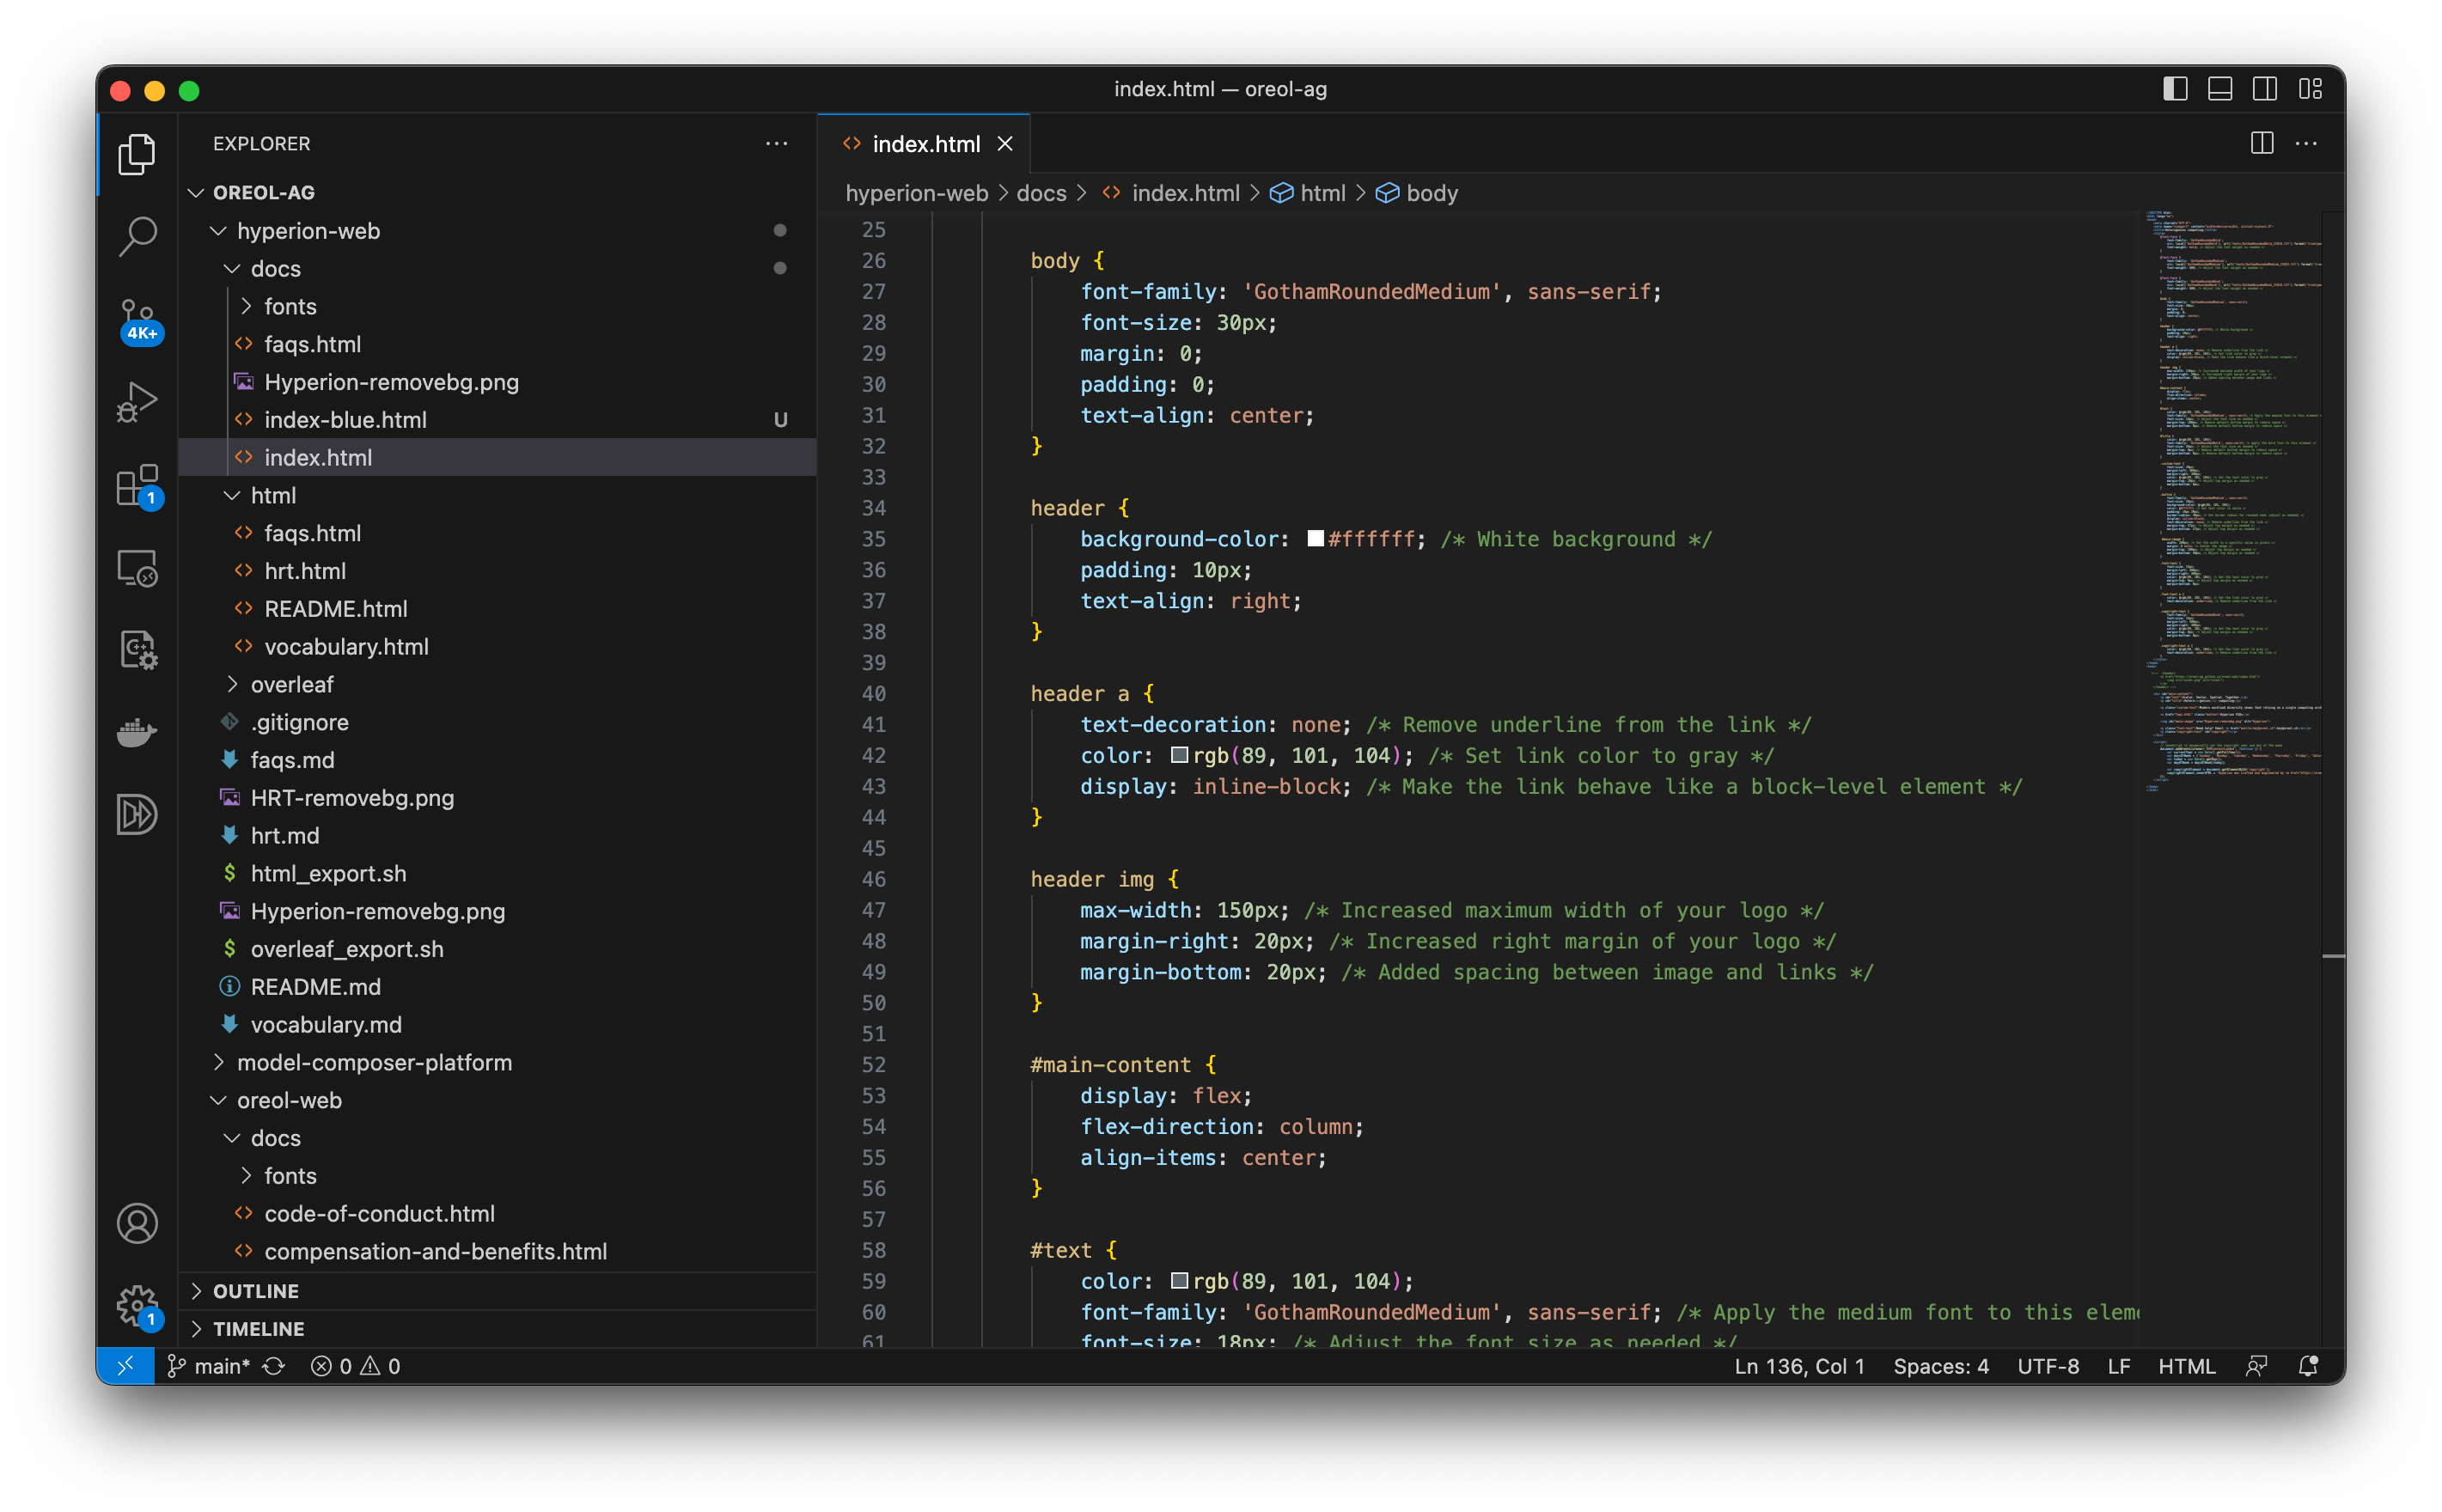 index.html — oreol-ag
EXPLORER
OREOL-AG
hyperion-web
docs
fonts
faqs.html
Hyperion-removebg.png
index-blue.html U
index.html
html
faqs.html
hrt.html
README.html
vocabulary.html
overleaf
.gitignore
faqs.md
HRT-removebg.png
hrt.md
html_export.sh
Hyperion-removebg.png
overleaf_export.sh
README.md
vocabulary.md
model-composer-platform
oreol-web
docs
fonts
code-of-conduct.html
compensation-and-benefits.html
OUTLINE
TIMELINE
4K+
1
C++
1
index.html
hyperion-web > docs > index.html > html > body
25
26 body {
27 font-family: 'GothamRoundedMedium', sans-serif;
28 font-size: 30px;
29 margin: 0;
30 padding: 0;
31 text-align: center;
32 }
33
34 header {
35 background-color: #ffffff; /* White background */
36 padding: 10px;
37 text-align: right;
38 }
39
40 header a {
41 text-decoration: none; /* Remove underline from the link */
42 color: rgb(89, 101, 104); /* Set link color to gray */
43 display: inline-block; /* Make the link behave like a block-level element */
44 }
45
46 header img {
47 max-width: 150px; /* Increased maximum width of your logo */
48 margin-right: 20px; /* Increased right margin of your logo */
49 margin-bottom: 20px; /* Added spacing between image and links */
50 }
51
52 #main-content {
53 display: flex;
54 flex-direction: column;
55 align-items: center;
56 }
57
58 #text {
59 color: rgb(89, 101, 104);
60 font-family: 'GothamRoundedMedium', sans-serif; /* Apply the medium font to this eleme
61 font-size: 18px; /* Adjust the font size as needed */
main* 0 0
Ln 136, Col 1 Spaces: 4 UTF-8 LF HTML